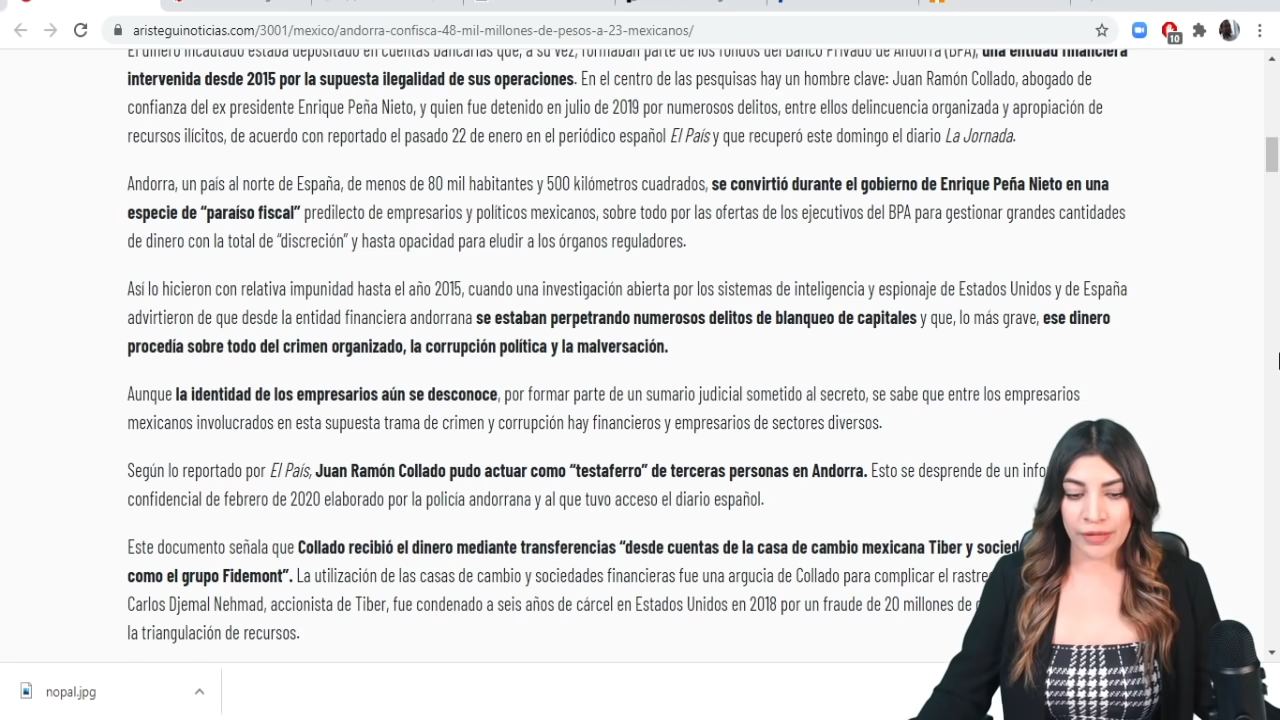 aristeguinoticias.com/3001/mexico/andorra-confisca-48-mil-millones-de-pesos-a-23-mexicanos/
10
El dinero incautado estaba depositado en cuentas bancarias que, a su vez, formaban parte de los fondos del Banco Privado de Andorra (BPA), una entidad financiera
intervenida desde 2015 por la supuesta ilegalidad de sus operaciones. En el centro de las pesquisas hay un hombre clave: Juan Ramón Collado, abogado de
confianza del ex presidente Enrique Peña Nieto, y quien fue detenido en julio de 2019 por numerosos delitos, entre ellos delincuencia organizada y apropiación de
recursos ilícitos, de acuerdo con reportado el pasado 22 de enero en el periódico español El País y que recuperó este domingo el diario La Jornada.
Andorra, un país al norte de España, de menos de 80 mil habitantes y 500 kilómetros cuadrados, se convirtió durante el gobierno de Enrique Peña Nieto en una
especie de “paraíso fiscal” predilecto de empresarios y políticos mexicanos, sobre todo por las ofertas de los ejecutivos del BPA para gestionar grandes cantidades
de dinero con la total de “discreción” y hasta opacidad para eludir a los órganos reguladores.
Así lo hicieron con relativa impunidad hasta el año 2015, cuando una investigación abierta por los sistemas de inteligencia y espionaje de Estados Unidos y de España
advirtieron de que desde la entidad financiera andorrana se estaban perpetrando numerosos delitos de blanqueo de capitales y que, lo más grave, ese dinero
procedía sobre todo del crimen organizado, la corrupción política y la malversación.
Aunque la identidad de los empresarios aún se desconoce, por formar parte de un sumario judicial sometido al secreto, se sabe que entre los empresarios
mexicanos involucrados en esta supuesta trama de crimen y corrupción hay financieros y empresarios de sectores diversos.
Según lo reportado por El País, Juan Ramón Collado pudo actuar como “testaferro” de terceras personas en Andorra. Esto se desprende de un
confidencial de febrero de 2020 elaborado por la policía andorrana y al que tuvo acceso el diario español.
Este documento señala que Collado recibió el dinero mediante transferencias “desde cuentas de la casa de cambio mexicana Tiber y
como el grupo Fidemont”. La utilización de las casas de cambio y sociedades financieras fue una argucia de Collado para complicar el
Carlos Djemal Nehmad, accionista de Tiber, fue condenado a seis años de cárcel en Estados Unidos en 2018 por un fraude de 20 millones de
la triangulación de recursos.
nopal.jpg